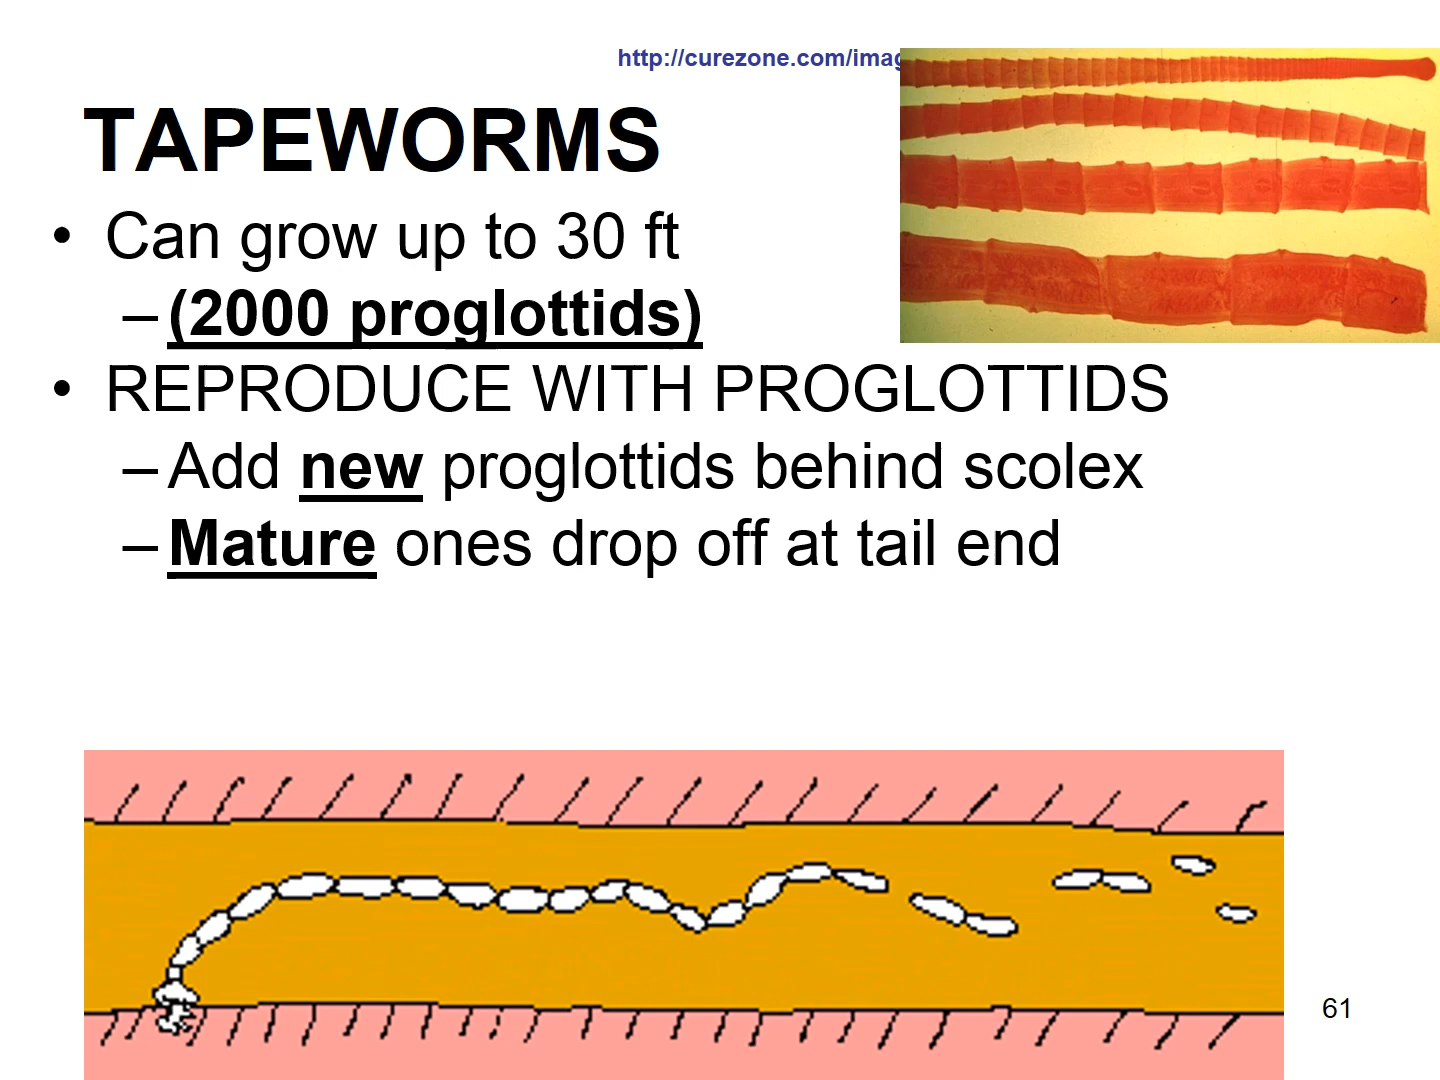 http://curezone.com/imag
TAPEWORMS
• Can grow up to 30 ft
– (2000 proglottids)
• REPRODUCE WITH PROGLOTTIDS
– Add new proglottids behind scolex
– Mature ones drop off at tail end
61